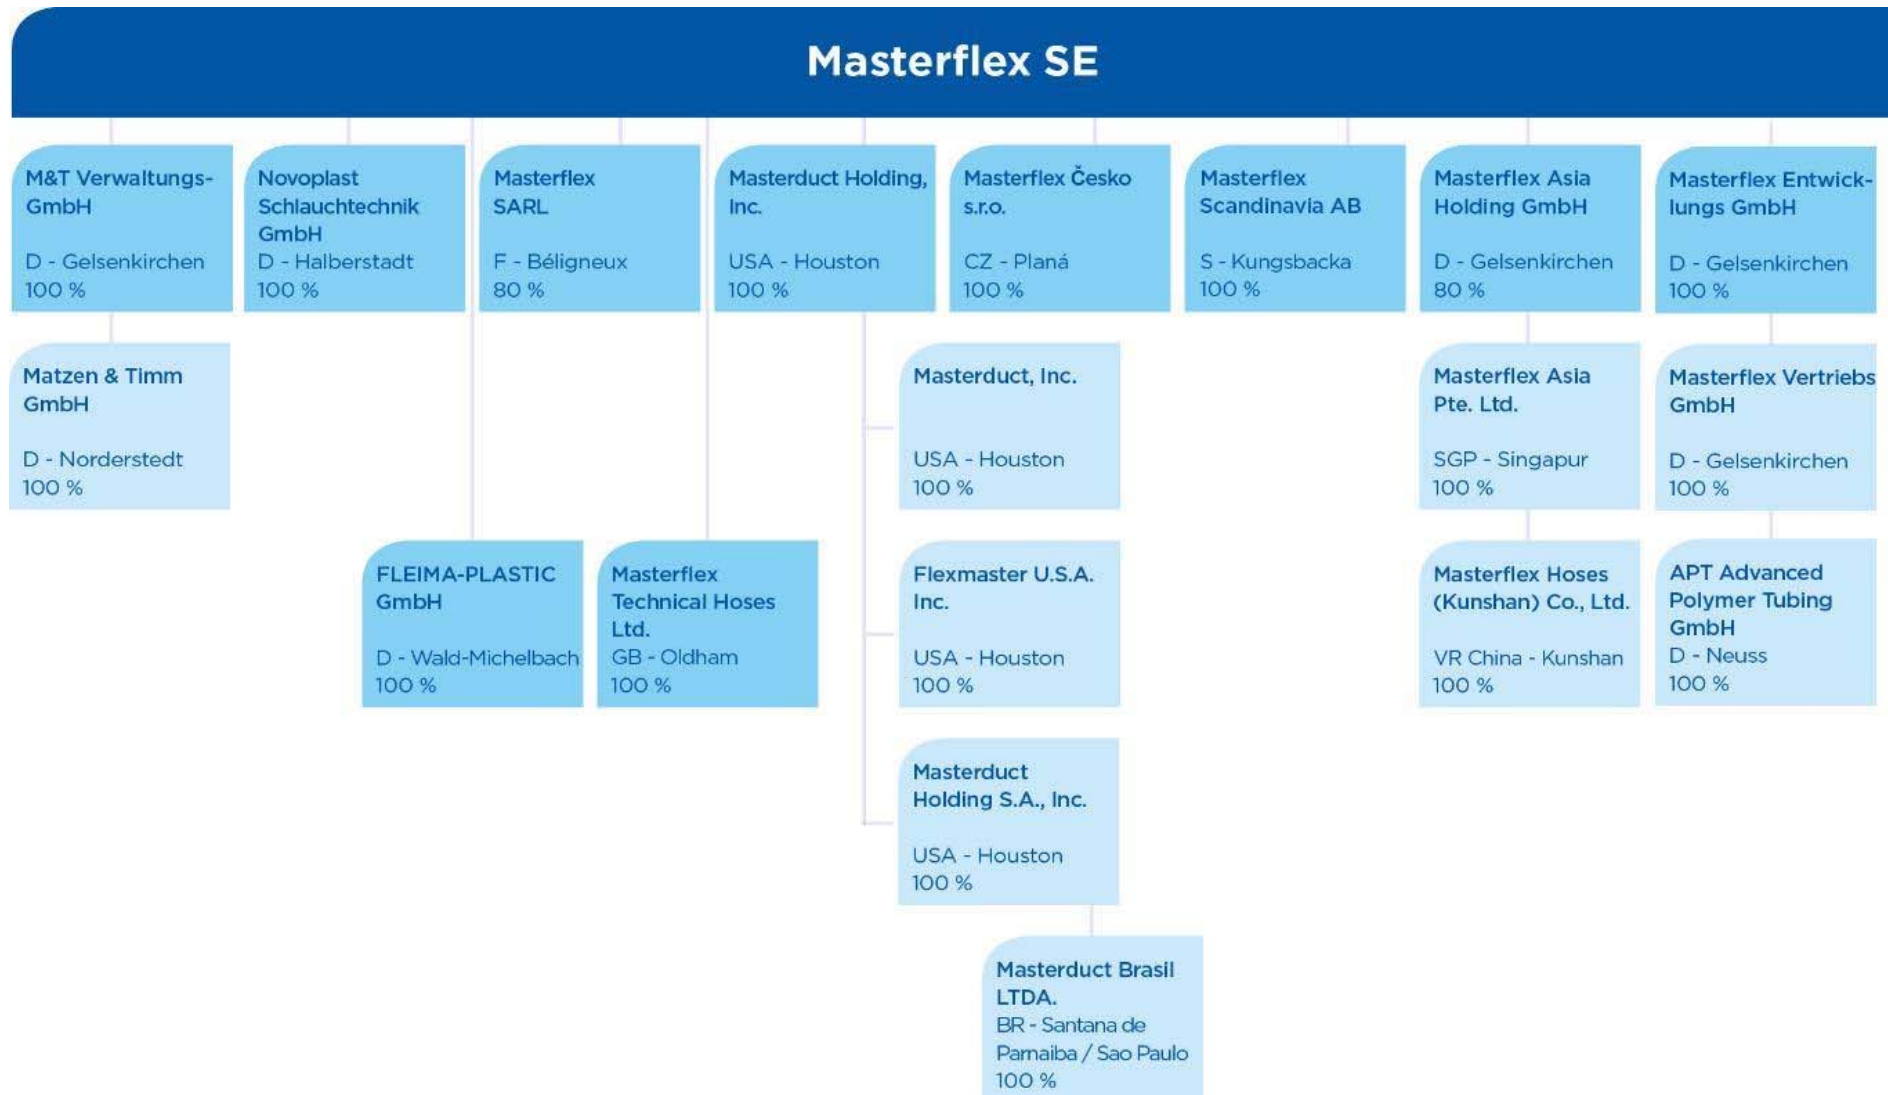 Masterflex SE
M&T Verwaltungs-
GmbH
D - Gelsenkirchen
100 %
Novoplast
Schlauchtechnik
GmbH
D - Halberstadt
100 %
Masterflex
SARL
F - Béligneux
80 %
Masterduct Holding,
Inc.
USA - Houston
100 %
Masterflex Česko
s.r.o.
CZ - Planá
100 %
Masterflex
Scandinavia AB
S - Kungsbacka
100 %
Masterflex Asia
Holding GmbH
D - Gelsenkirchen
80 %
Masterflex Entwick-
lungs GmbH
D - Gelsenkirchen
100 %
Matzen & Timm
GmbH
D - Norderstedt
100 %
Masterduct, Inc.
USA - Houston
100 %
Masterflex Asia
Pte. Ltd.
SGP - Singapur
100 %
Masterflex Vertriebs
GmbH
D - Gelsenkirchen
100 %
FLEIMA-PLASTIC
GmbH
D - Wald-Michelbach
100 %
Masterflex
Technical Hoses
Ltd.
GB - Oldham
100 %
Flexmaster U.S.A.
Inc.
USA - Houston
100 %
Masterflex Hoses
(Kunshan) Co., Ltd.
VR China - Kunshan
100 %
APT Advanced
Polymer Tubing
GmbH
D - Neuss
100 %
Masterduct
Holding S.A., Inc.
USA - Houston
100 %
Masterduct Brasil
LTDA.
BR - Santana de
Parnaiba / Sao Paulo
100 %